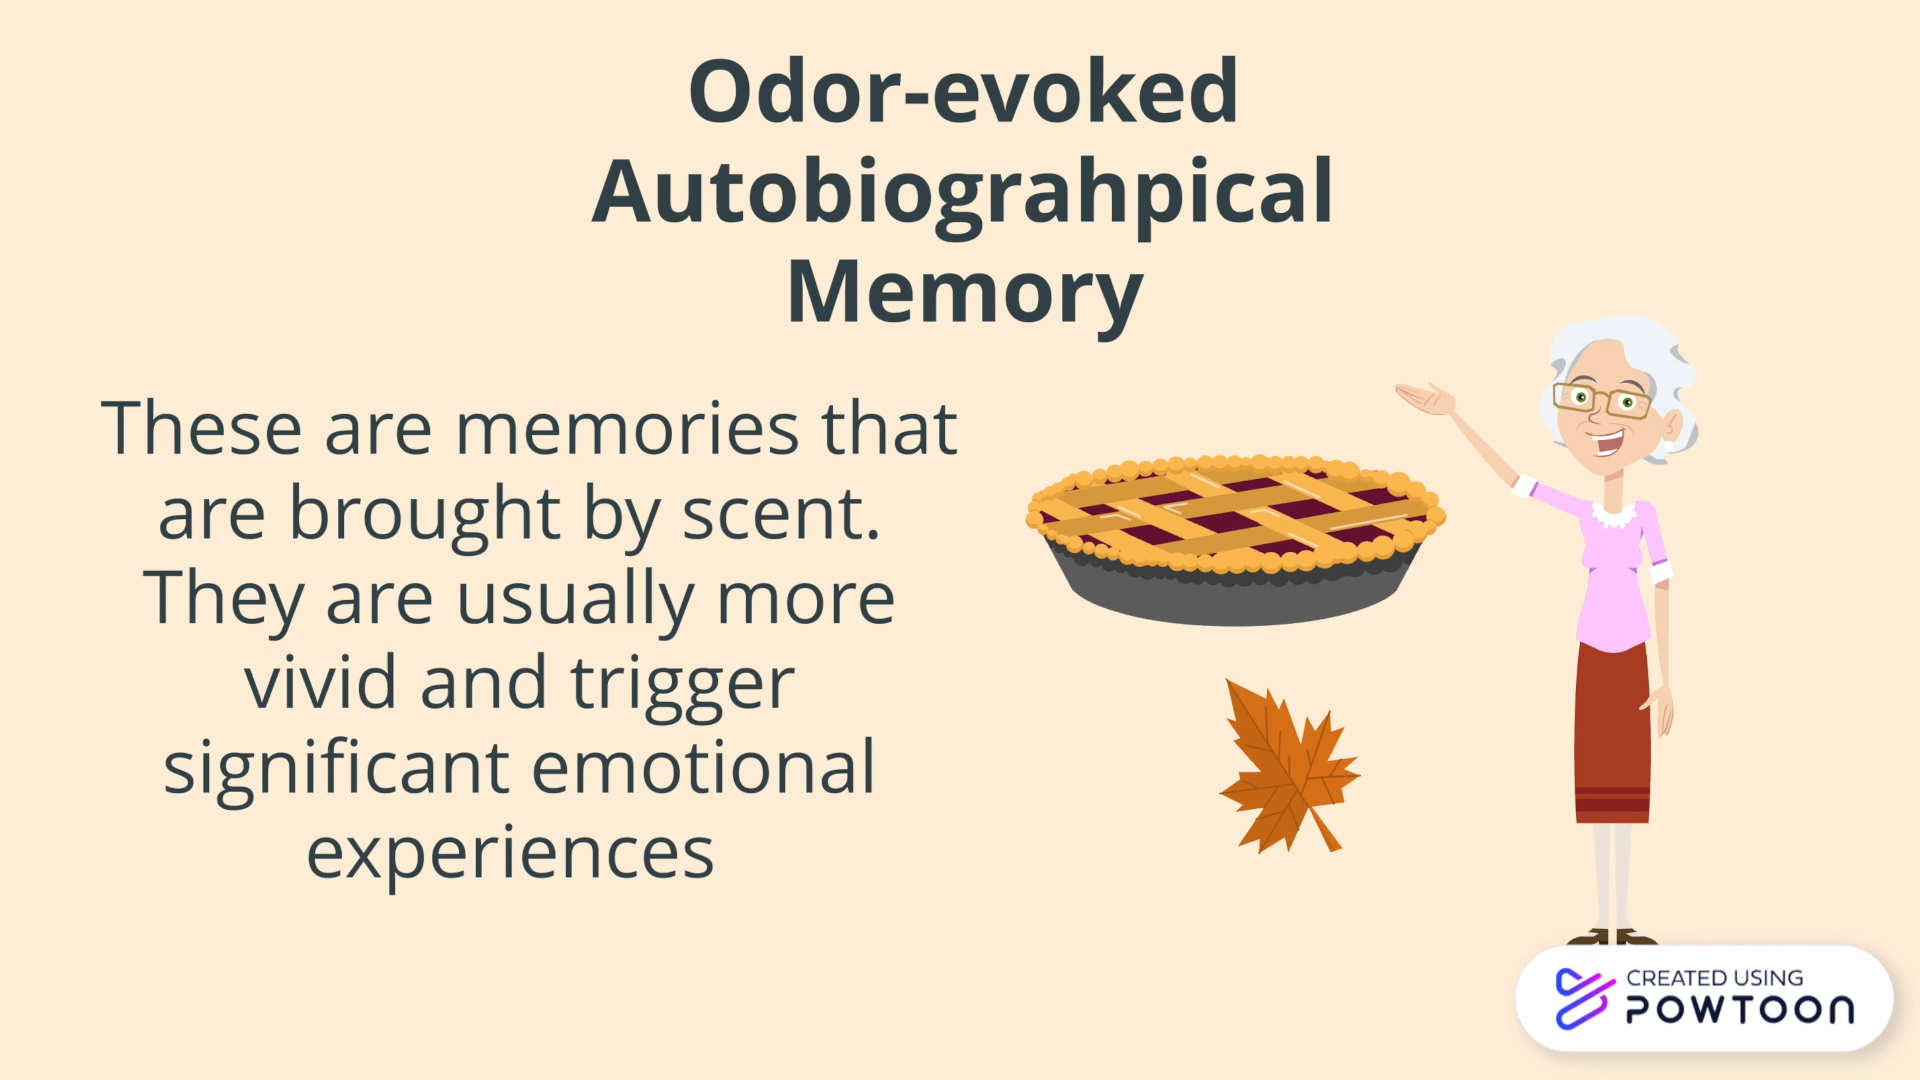 Odor-evoked
Autobiograhpical
Memory
These are memories that
are brought by scent.
They are usually more
vivid and trigger
significant emotional
experiences
CREATED USING
POWTOON